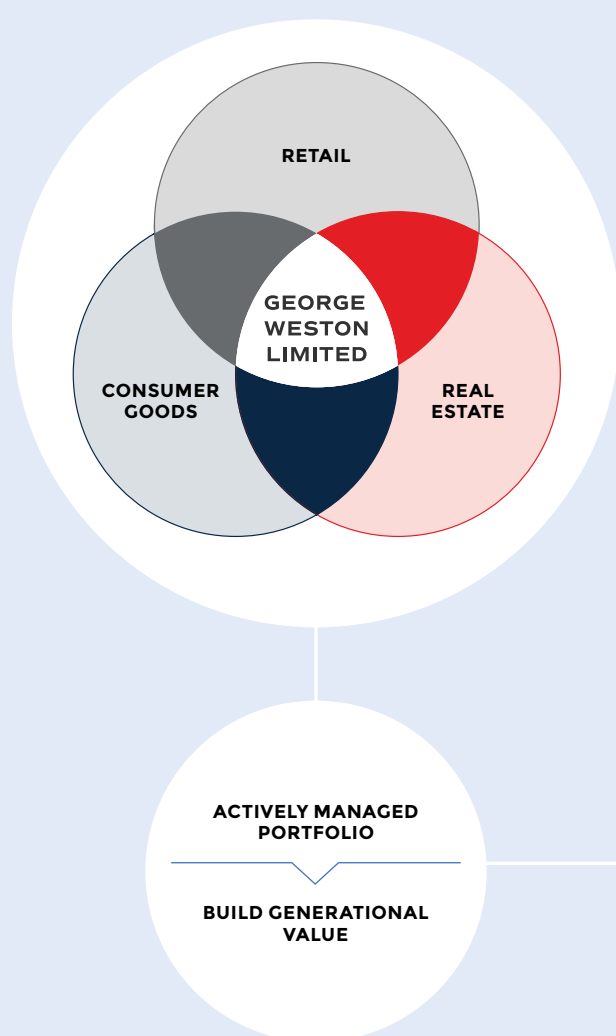 RETAIL
GEORGE
WESTON
LIMITED
CONSUMER
GOODS
REAL
ESTATE
ACTIVELY MANAGED
PORTFOLIO
BUILD GENERATIONAL
VALUE